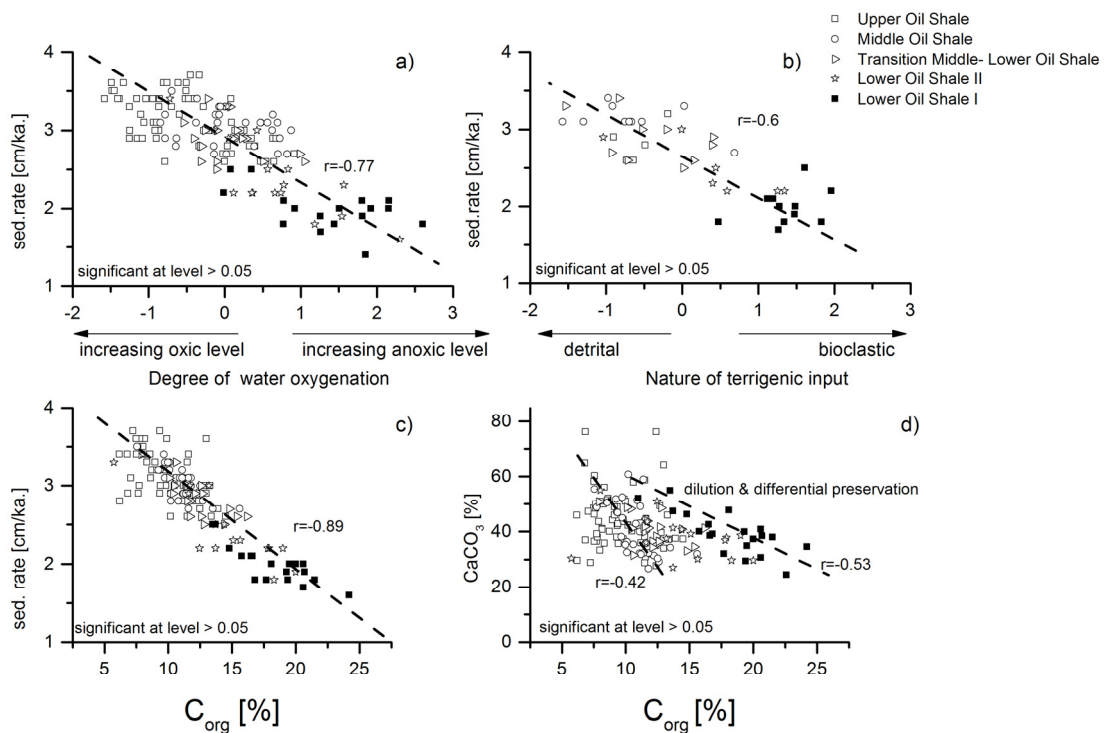 Upper Oil Shale
Middle Oil Shale
Transition Middle- Lower Oil Shale
Lower Oil Shale II
Lower Oil Shale I
a)
4
3
2
1
sed.rate [cm/ka.]
r=-0.77
significant at level > 0.05
-2 -1 0 1 2 3
increasing oxic level increasing anoxic level
Degree of water oxygenation
b)
4
3
2
1
sed.rate [cm/ka.]
r=-0.6
significant at level > 0.05
-2 -1 0 1 2 3
detrital bioclastic
Nature of terrigenic input
c)
4
3
2
1
sed. rate [cm/ka.]
r=-0.89
significant at level > 0.05
5 10 15 20 25
Corg [%]
d)
80
60
40
20
0
CaCO3 [%]
dilution & differential preservation
r=-0.42
r=-0.53
significant at level > 0.05
5 10 15 20 25
Corg [%]